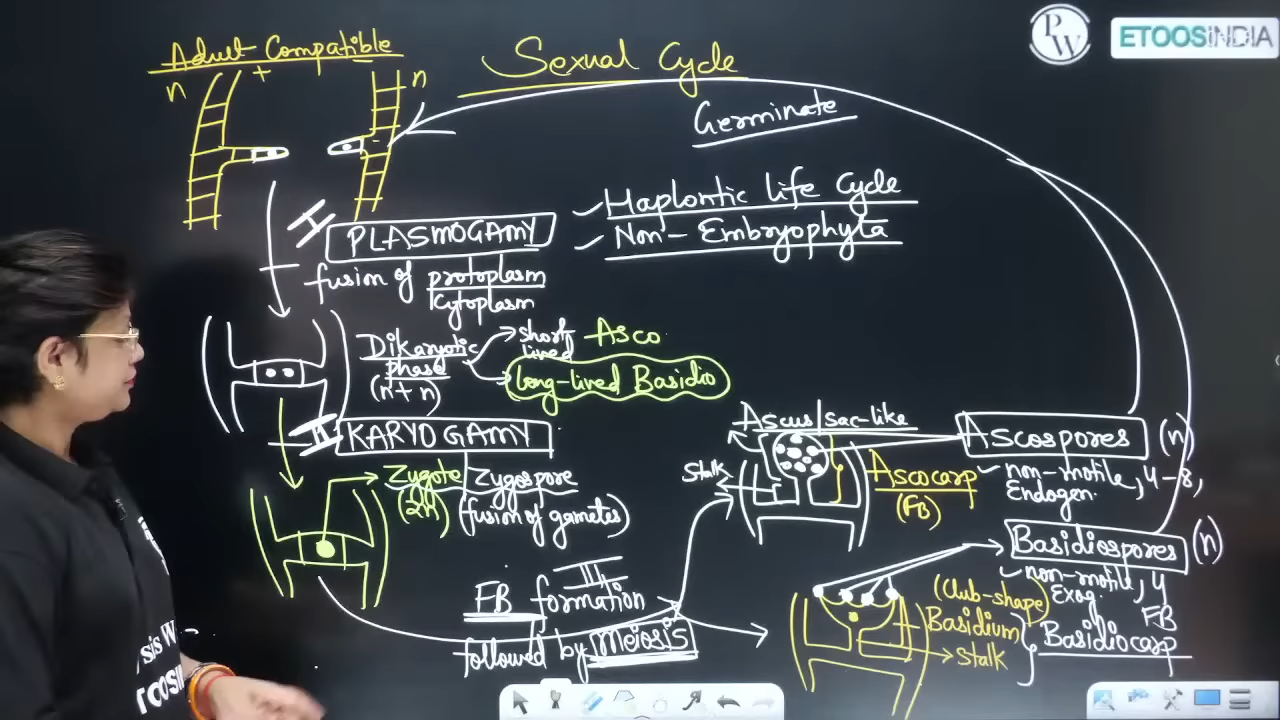 PW
ETOOSINDIA
Sexual Cycle
Adult Compatible
n
+
n
Germinate
Haplontic life Cycle
Non-Embryophyta
II
PLASMOGAMY
fusion of protoplasm
Cytoplasm
Dikaryotic
phase
(n+n)
short
lived
Asco
long-lived Basidio
II
KARYOGAMY
Zygote
(2n)
Zygospore
(fusion of gametes)
III
FB formation
followed by Meiosis
Ascus/sac-like
Stalk
Ascocarp
(FB)
Ascospores (n)
non-motile, 4-8,
Endogen.
Basidiospores (n)
non-motile, 4
Exog.
(Club-shape)
Basidium
Stalk
FB
Basidiocarp